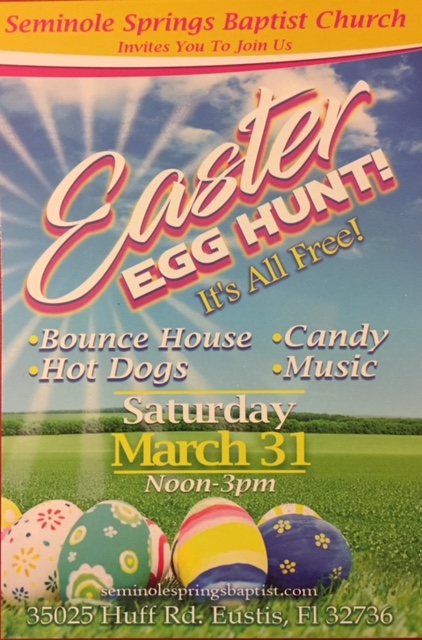 Seminole Springs Baptist Church
Invites You To Join Us
Easter
EGG HUNT!
It's All Free!
•Bounce House •Candy
•Hot Dogs •Music
Saturday
March 31
Noon-3pm
seminolespringsbaptist.com
35025 Huff Rd. Eustis, Fl 32736